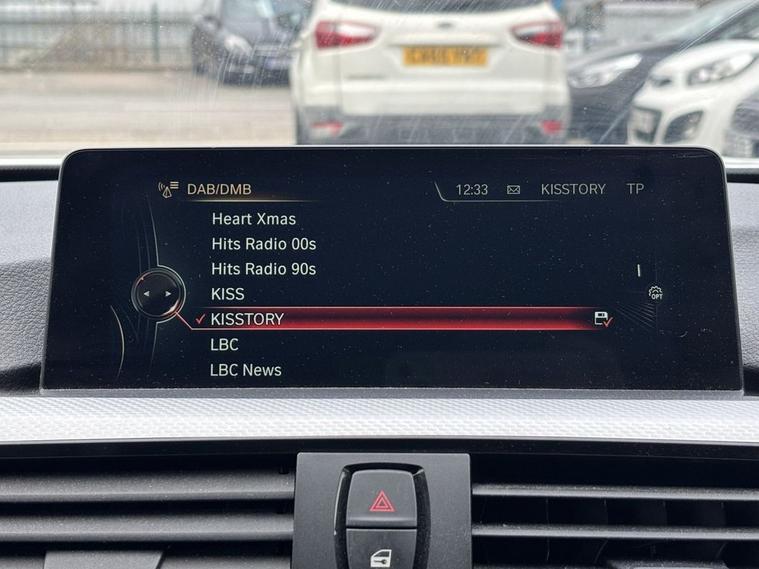 DAB/DMB 12:33 KISSTORY TP
Heart Xmas
Hits Radio 00s
Hits Radio 90s
KISS
OPT
KISSTORY
LBC
LBC News